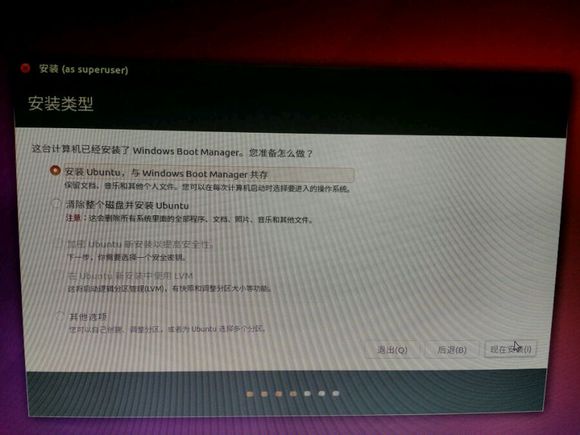 安装 (as superuser)
安装类型
这台计算机已经安装了 Windows Boot Manager。您准备怎么做？
安装 Ubuntu，与 Windows Boot Manager 共存
保留文档、音乐和其他个人文件。您可以在每次计算机启动时选择要进入的操作系统。
清除整个磁盘并安装 Ubuntu
注意：这会删除所有系统里面的全部程序、文档、照片、音乐和其他文件。
加密 Ubuntu 新安装以提高安全性。
下一步，你需要选择一个安全密钥。
在 Ubuntu 新安装中使用 LVM
这将启动逻辑分区管理(LVM)，有快照和调整分区大小等功能。
其他选项
您可以自己创建、调整分区，或者为 Ubuntu 选择多个分区。
退出(Q) 后退(B) 现在安装(I)